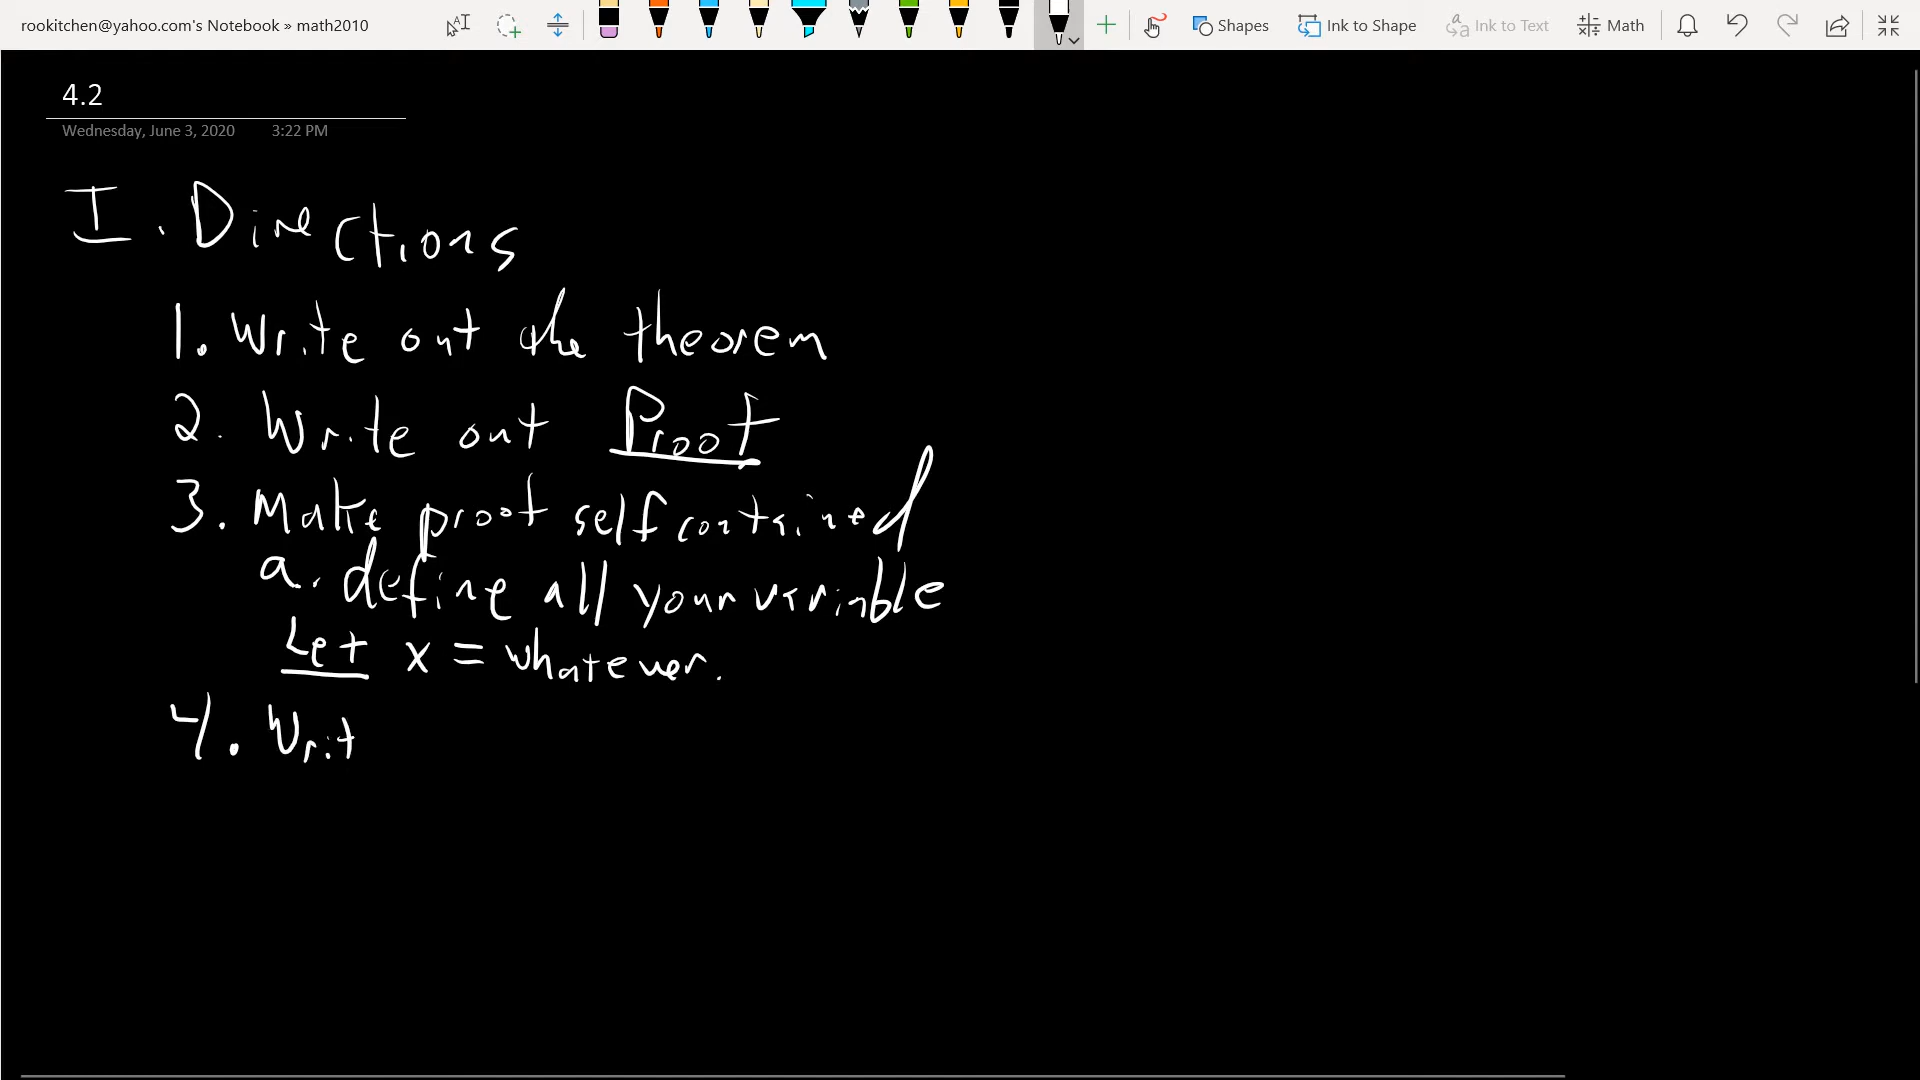 rookitchen@yahoo.com's Notebook » math2010
Shapes
Ink to Shape
Ink to Text
Math
4.2
Wednesday, June 3, 2020 3:22 PM
I. Directions
1. Write out the theorem
2. Write out Proof
3. Make proof self contained
a. define all your variable
Let x = whatever.
4. Writ